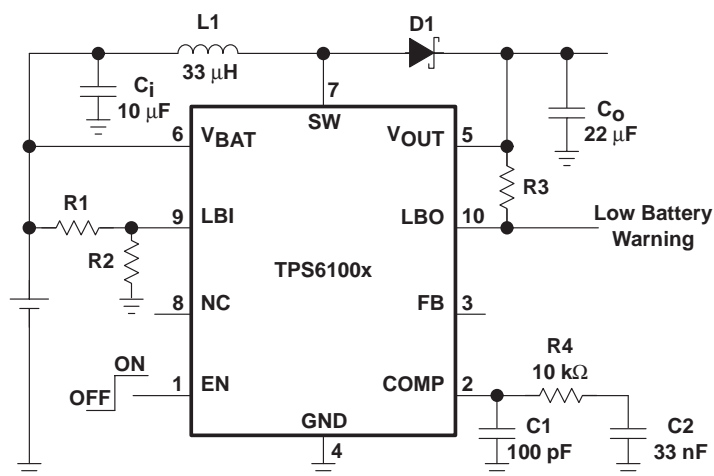 L1
D1
33 μH
7
Ci
10 μF
SW
Co
22 μF
6
VBAT
VOUT
5
R3
R1
9
LBI
LBO
10
Low Battery
Warning
R2
TPS6100x
8
NC
FB
3
R4
10 kΩ
ON
OFF
1
EN
COMP
2
GND
4
C1
100 pF
C2
33 nF